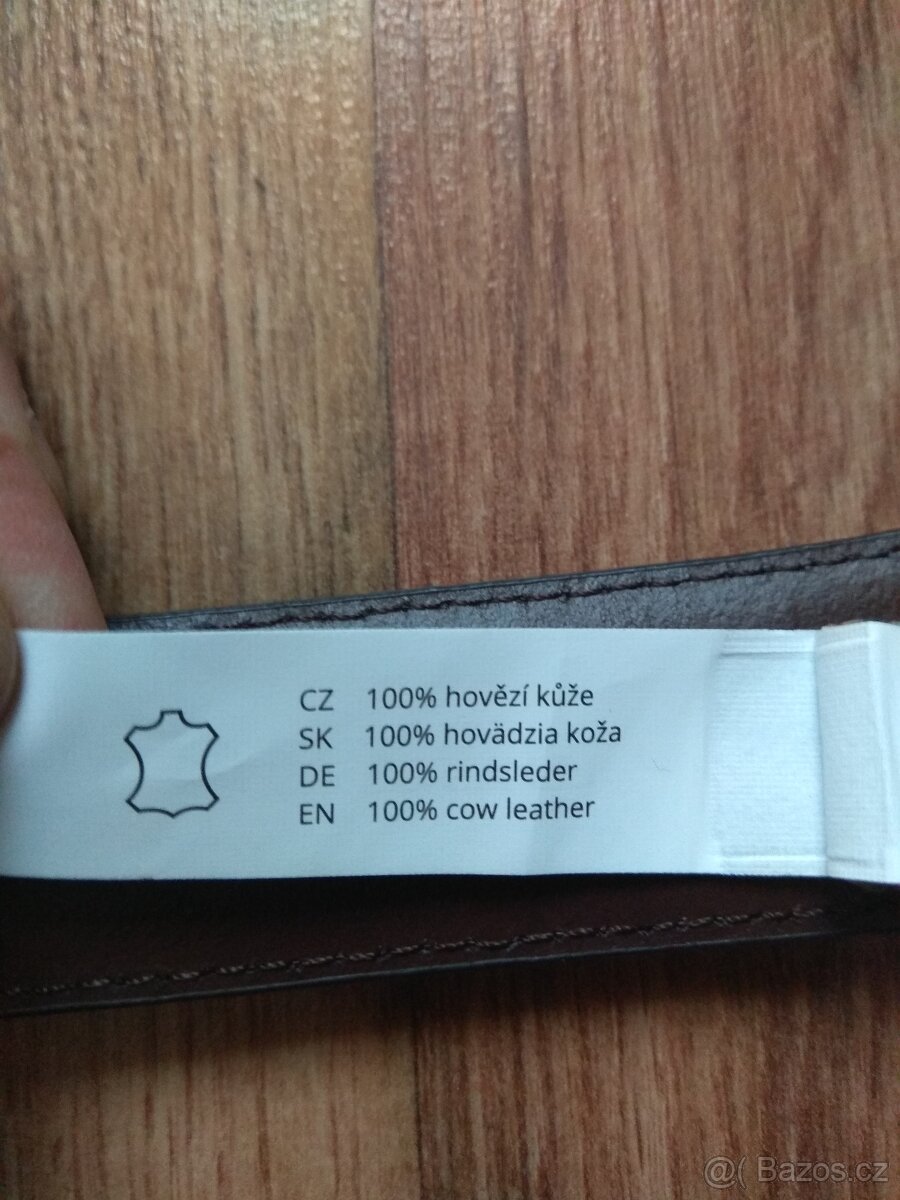 CZ 100% hovězí kůže
SK 100% hovädzia koža
DE 100% rindsleder
EN 100% cow leather
@( Bazos.cz